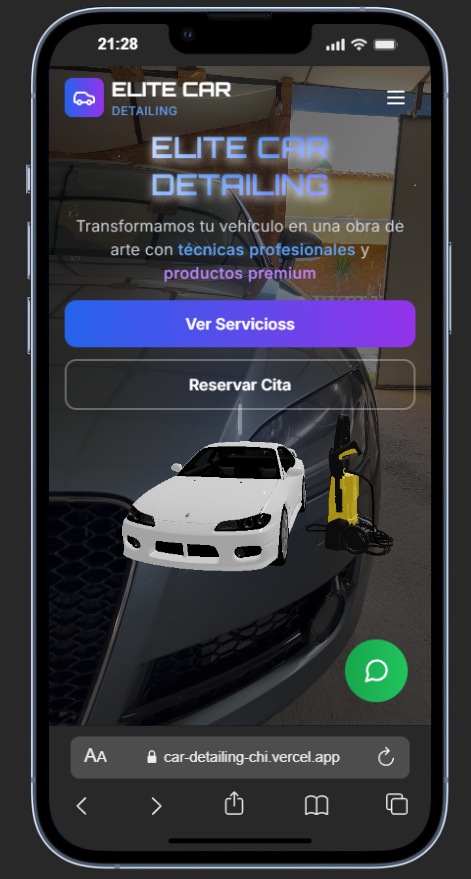 21:28
ELITE CAR
DETAILING
ELITE CAR
DETAILING
Transformamos tu vehículo en una obra de
arte con técnicas profesionales y
productos premium
Ver Servicioss
Reservar Cita
AA car-detailing-chi.vercel.app